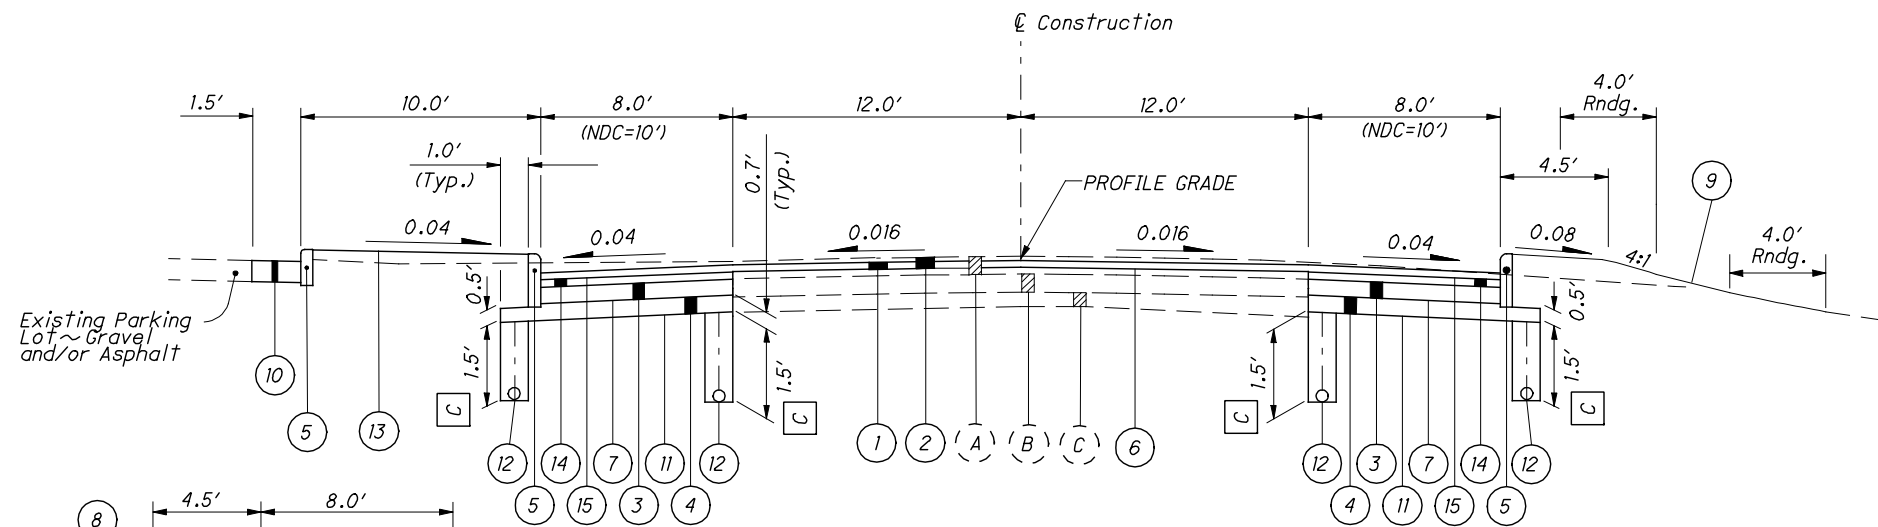 ℄ Construction
1.5'
10.0'
8.0'
(NDC=10')
12.0'
12.0'
8.0'
(NDC=10')
4.0'
Rndg.
1.0'
(Typ.)
0.7'
(Typ.)
PROFILE GRADE
4.5'
9
0.04
0.04
0.016
0.016
0.04
0.08
4:1
4.0'
Rndg.
0.5'
0.5'
Existing Parking
Lot~Gravel
and/or Asphalt
10
1.5'
1.5'
1.5'
1.5'
C
C
C
C
5
13
12
14
7
11
12
1
2
A
B
C
6
12
3
7
14
12
5
15
3
4
4
11
15
5
8
4.5'
8.0'